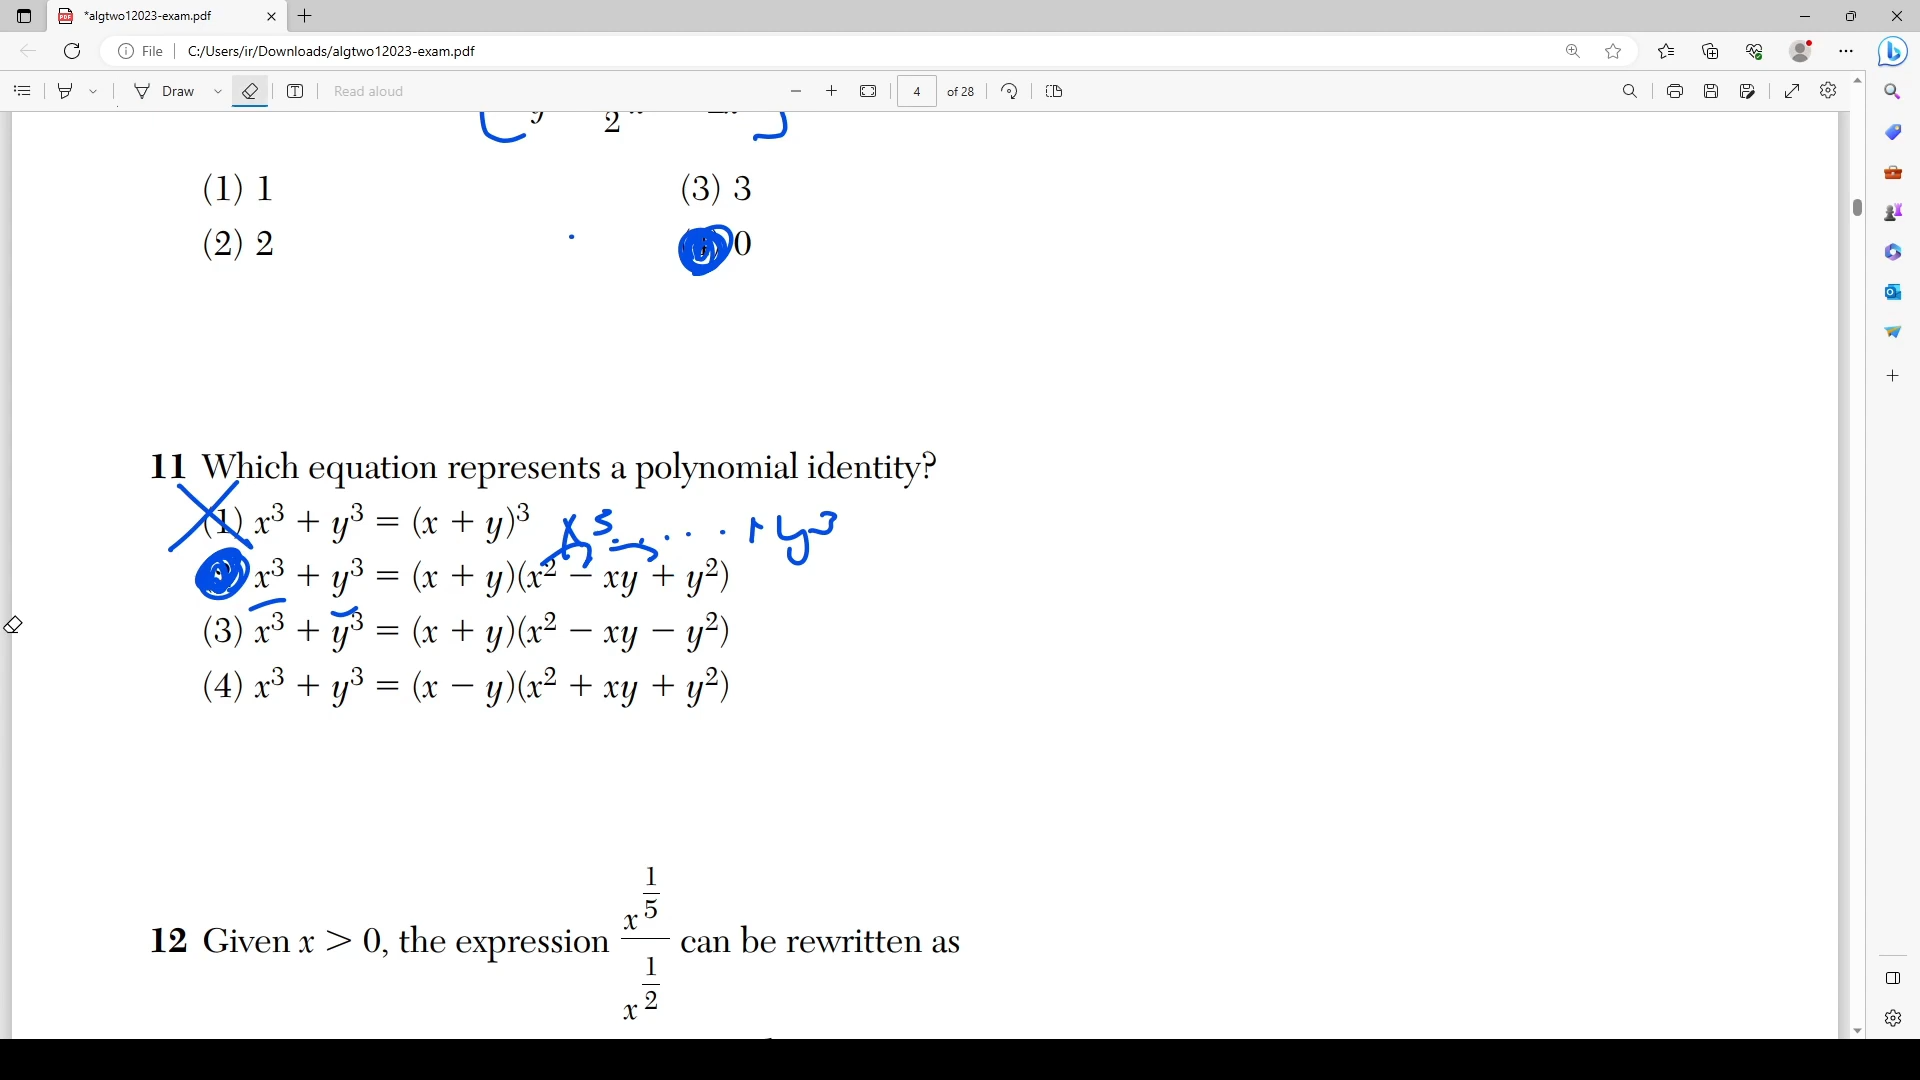 *algtwo12023-exam.pdf
File C:/Users/ir/Downloads/algtwo12023-exam.pdf
Draw Read aloud 4 of 28
(1) 1 (3) 3
(2) 2 0
11 Which equation represents a polynomial identity?
(1) x³ + y³ = (x + y)³ x³ . . . . . + y³
x³ + y³ = (x + y)(x² − xy + y²)
(3) x³ + y³ = (x + y)(x² − xy − y²)
(4) x³ + y³ = (x − y)(x² + xy + y²)
12 Given x > 0, the expression x^(1/5) / x^(1/2) can be rewritten as